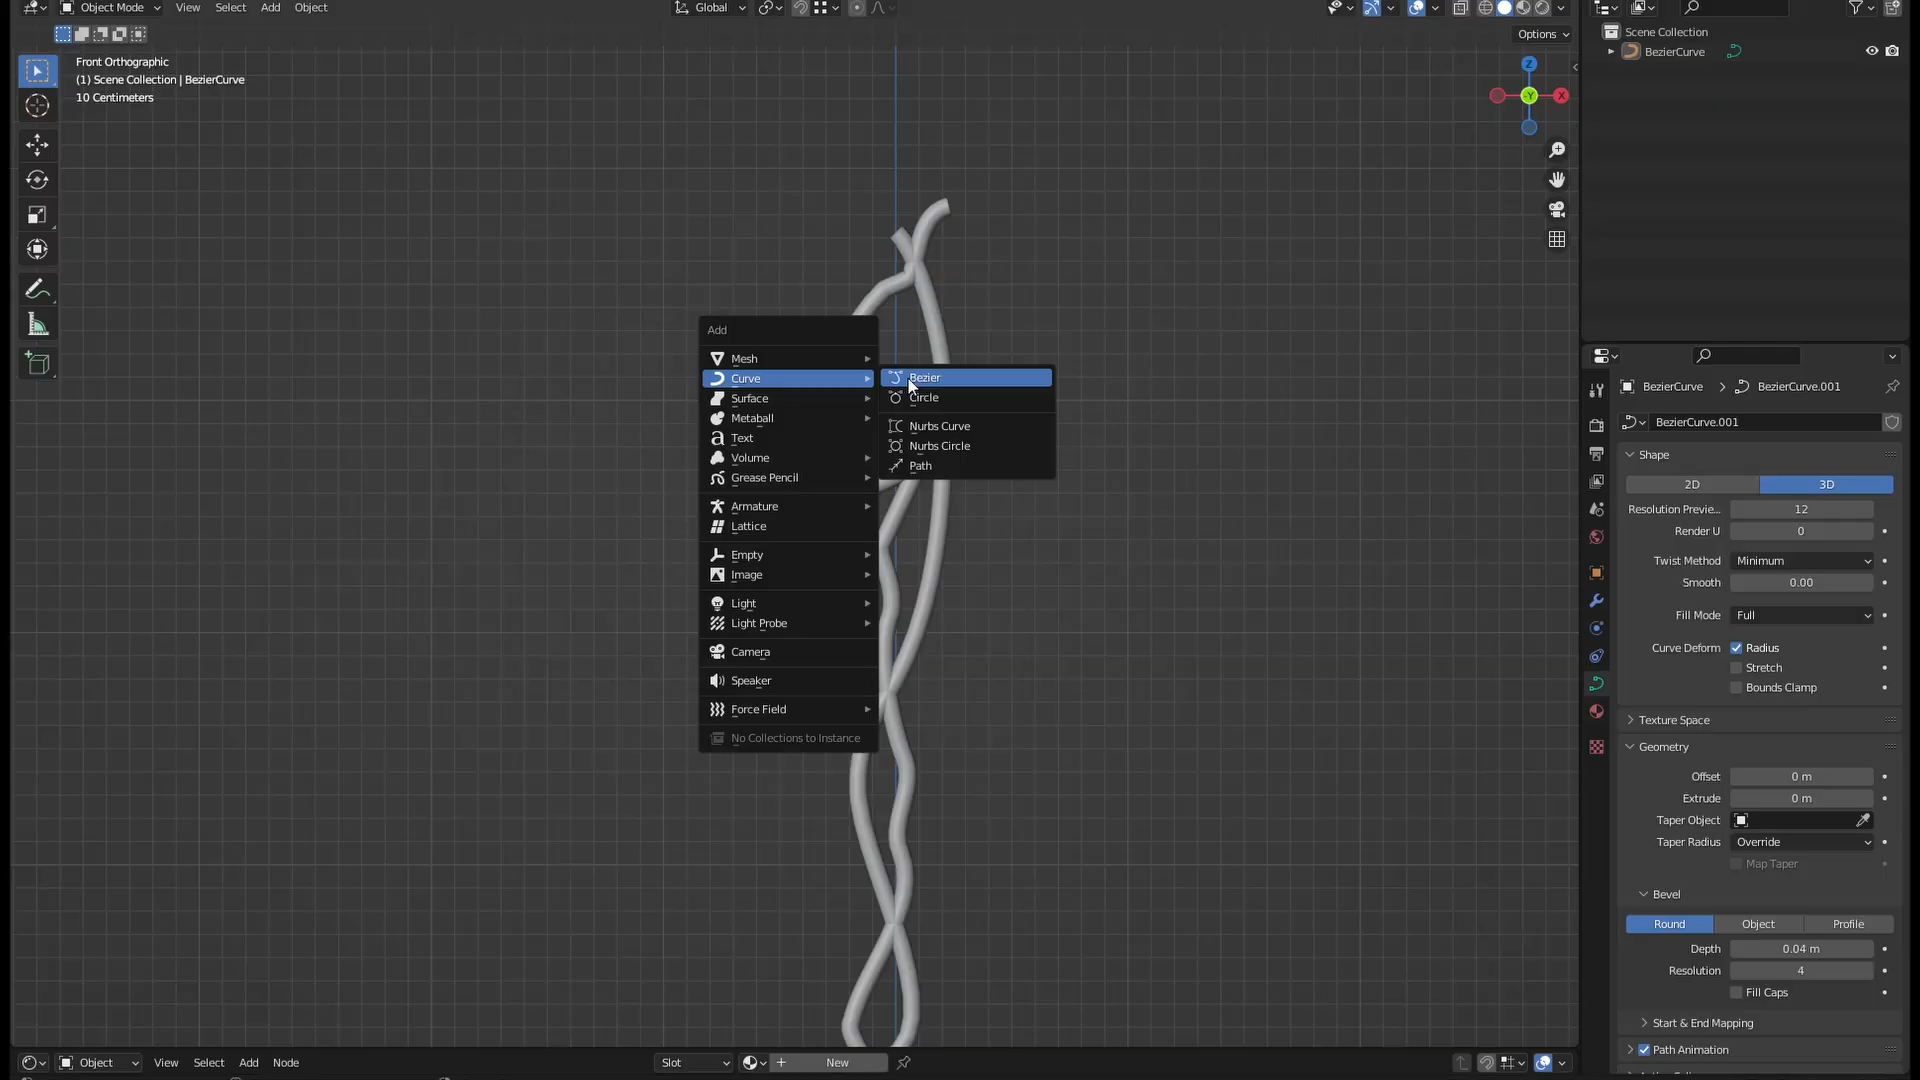 Object Mode
View
Select
Add
Object
Global
Options
Front Orthographic
(1) Scene Collection | BezierCurve
10 Centimeters
Z
Y
X
Add
Mesh
Curve
Surface
Metaball
Text
Volume
Grease Pencil
Armature
Lattice
Empty
Image
Light
Light Probe
Camera
Speaker
Force Field
No Collections to Instance
Bezier
Circle
Nurbs Curve
Nurbs Circle
Path
Scene Collection
BezierCurve
BezierCurve
BezierCurve.001
BezierCurve.001
Shape
2D
3D
Resolution Previe...
12
Render U
0
Twist Method
Minimum
Smooth
0.00
Fill Mode
Full
Curve Deform
Radius
Stretch
Bounds Clamp
Texture Space
Geometry
Offset
0 m
Extrude
0 m
Taper Object
Taper Radius
Override
Map Taper
Bevel
Round
Object
Profile
Depth
0.04 m
Resolution
4
Fill Caps
Start & End Mapping
Path Animation
Object
View
Select
Add
Node
Slot
New